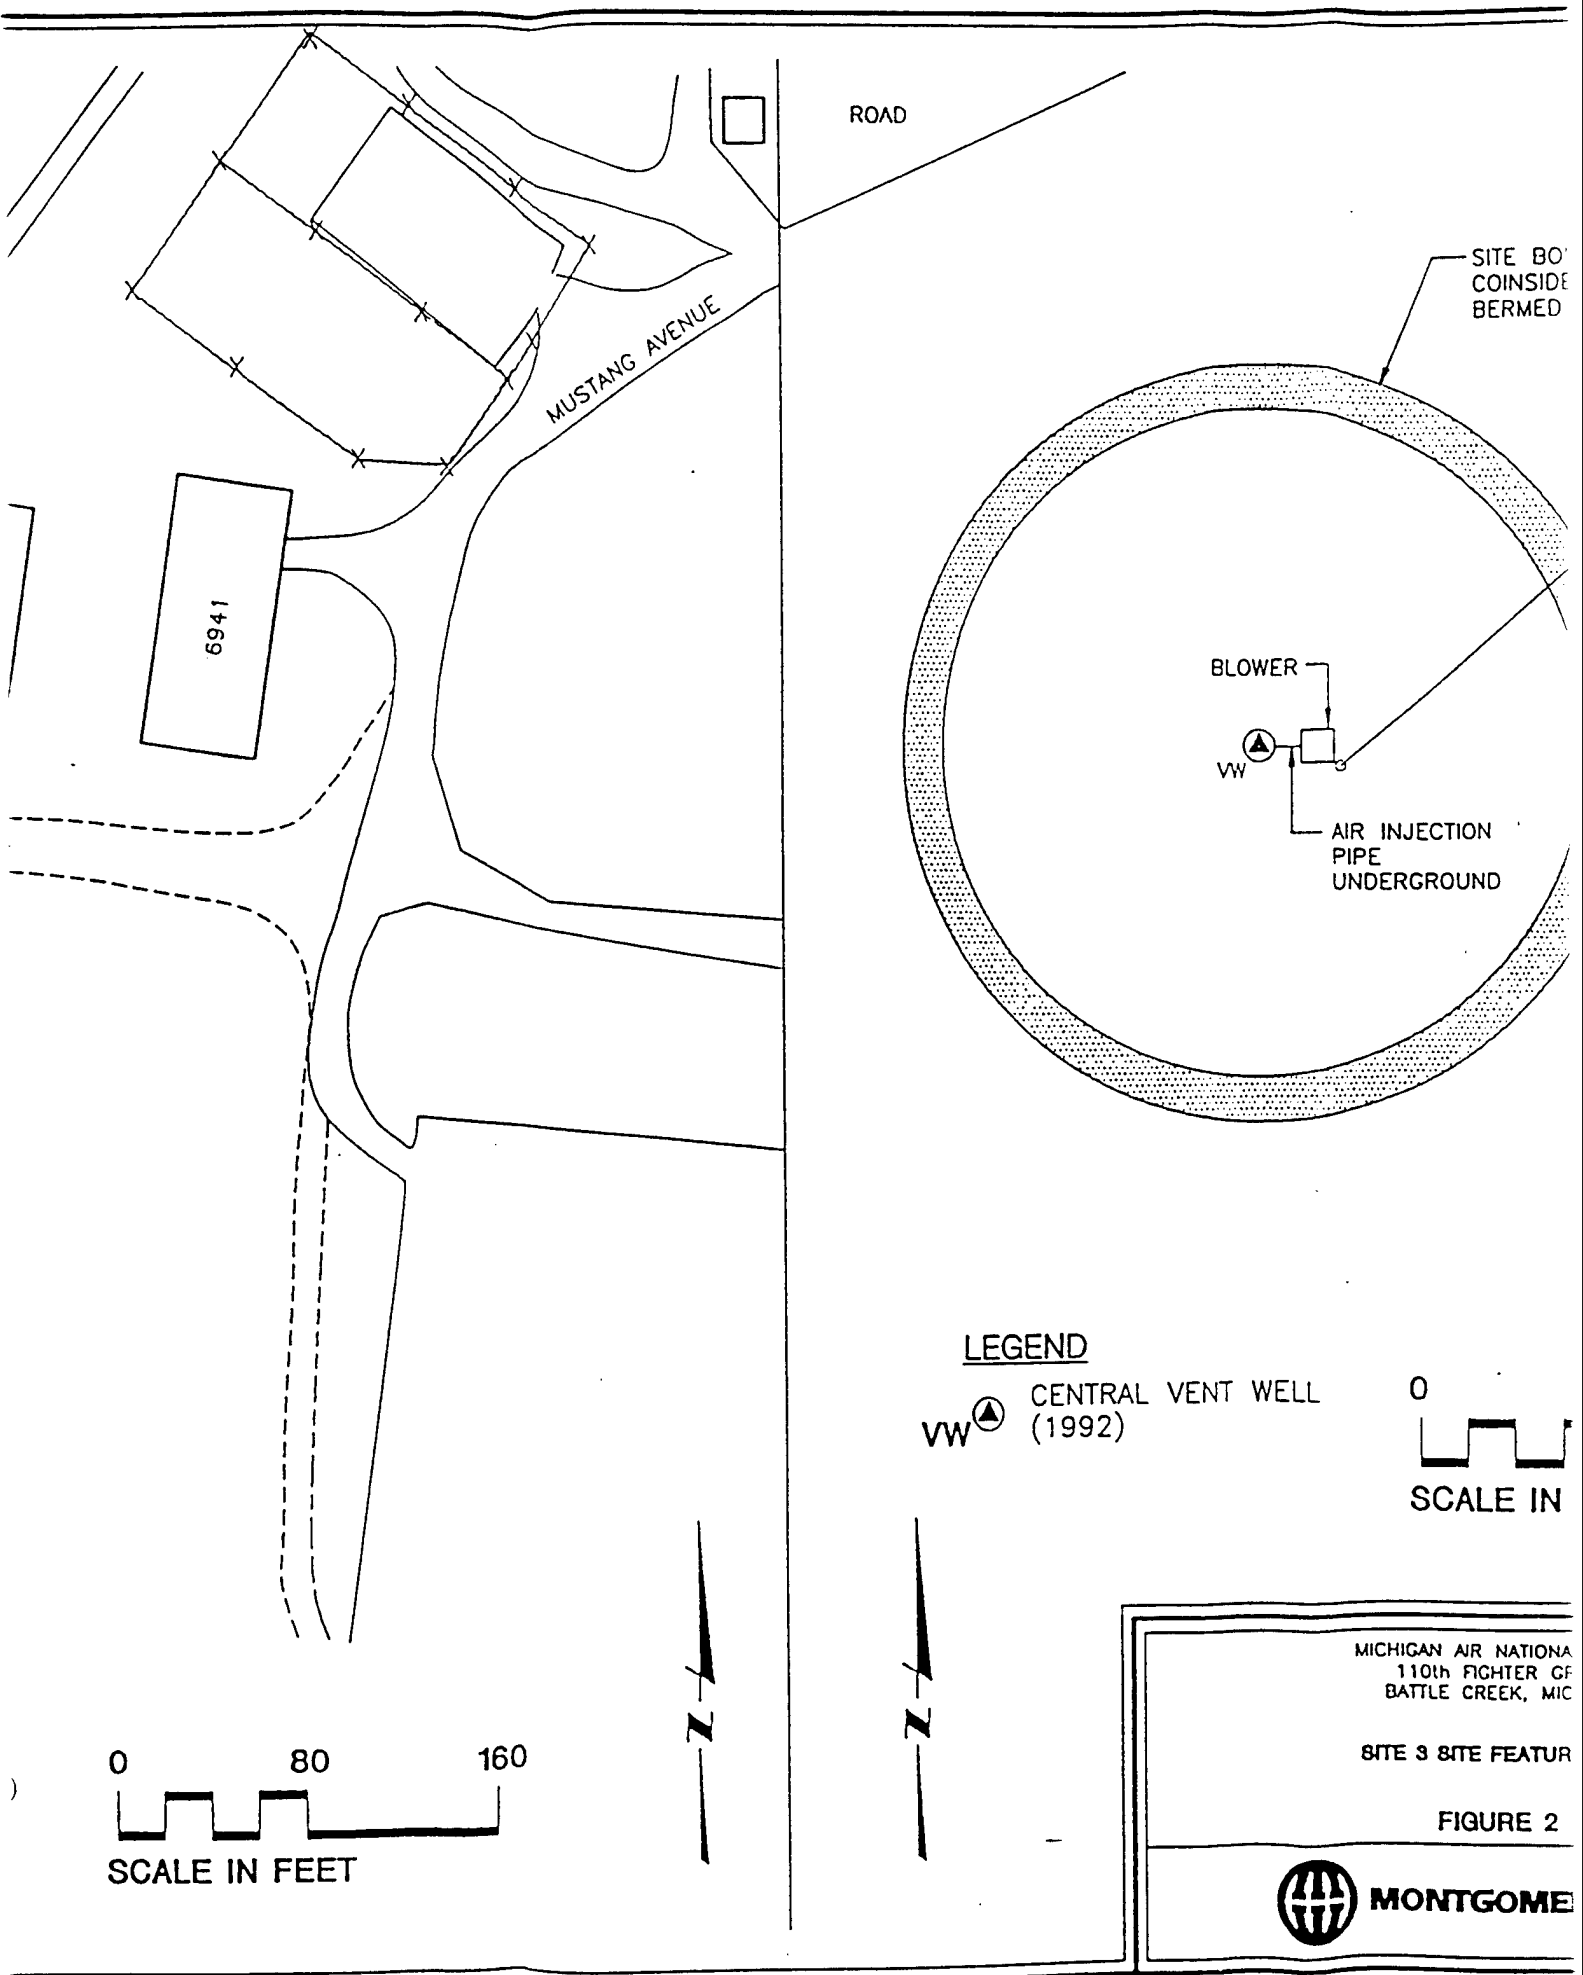 ROAD
SITE BO
COINSIDE
BERMED
MUSTANG AVENUE
6941
BLOWER
VW
AIR INJECTION
PIPE
UNDERGROUND
LEGEND
VW CENTRAL VENT WELL
(1992)
0
SCALE IN
N
N
0 80 160
SCALE IN FEET
)
MICHIGAN AIR NATIONA
110th FIGHTER GR
BATTLE CREEK, MIC
SITE 3 SITE FEATUR
FIGURE 2
MONTGOME